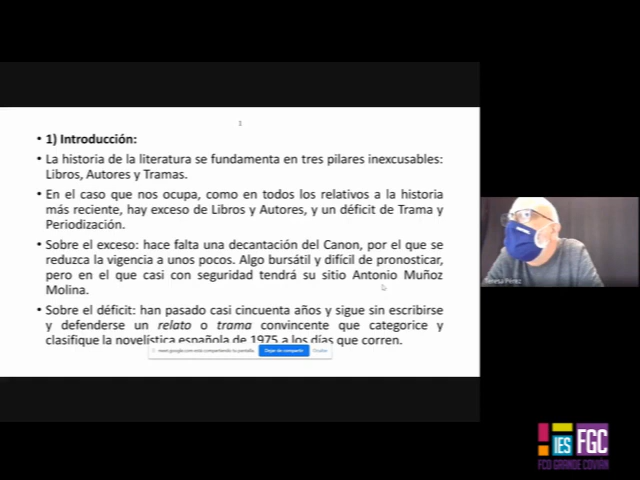 1
• 1) Introducción:
• La historia de la literatura se fundamenta en tres pilares inexcusables:
Libros, Autores y Tramas.
• En el caso que nos ocupa, como en todos los relativos a la historia
más reciente, hay exceso de Libros y Autores, y un déficit de Trama y
Periodización.
• Sobre el exceso: hace falta una decantación del Canon, por el que se
reduzca la vigencia a unos pocos. Algo bursátil y difícil de pronosticar,
pero en el que casi con seguridad tendrá su sitio Antonio Muñoz
Molina.
• Sobre el déficit: han pasado casi cincuenta años y sigue sin escribirse
y defenderse un relato o trama convincente que categorice y
clasifique la novelística española de 1975 a los días que corren.
Dejar de compartir
Ocultar
Pérez
IES FGC
FCO GRANDE COVIÁN